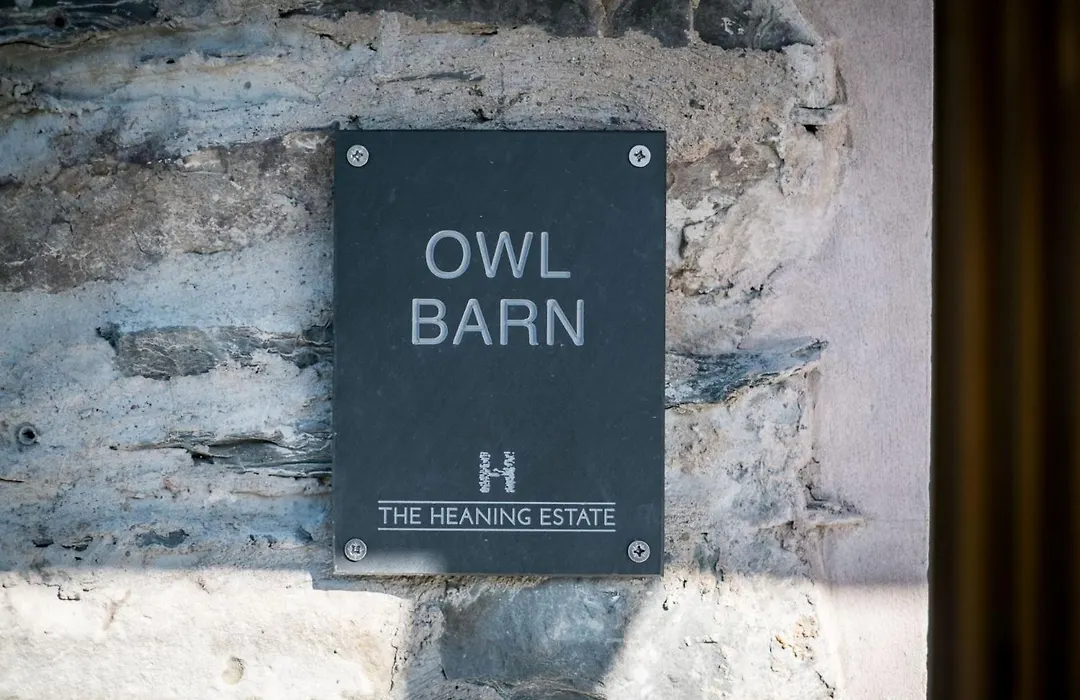 OWL
BARN
H
THE HEANING ESTATE